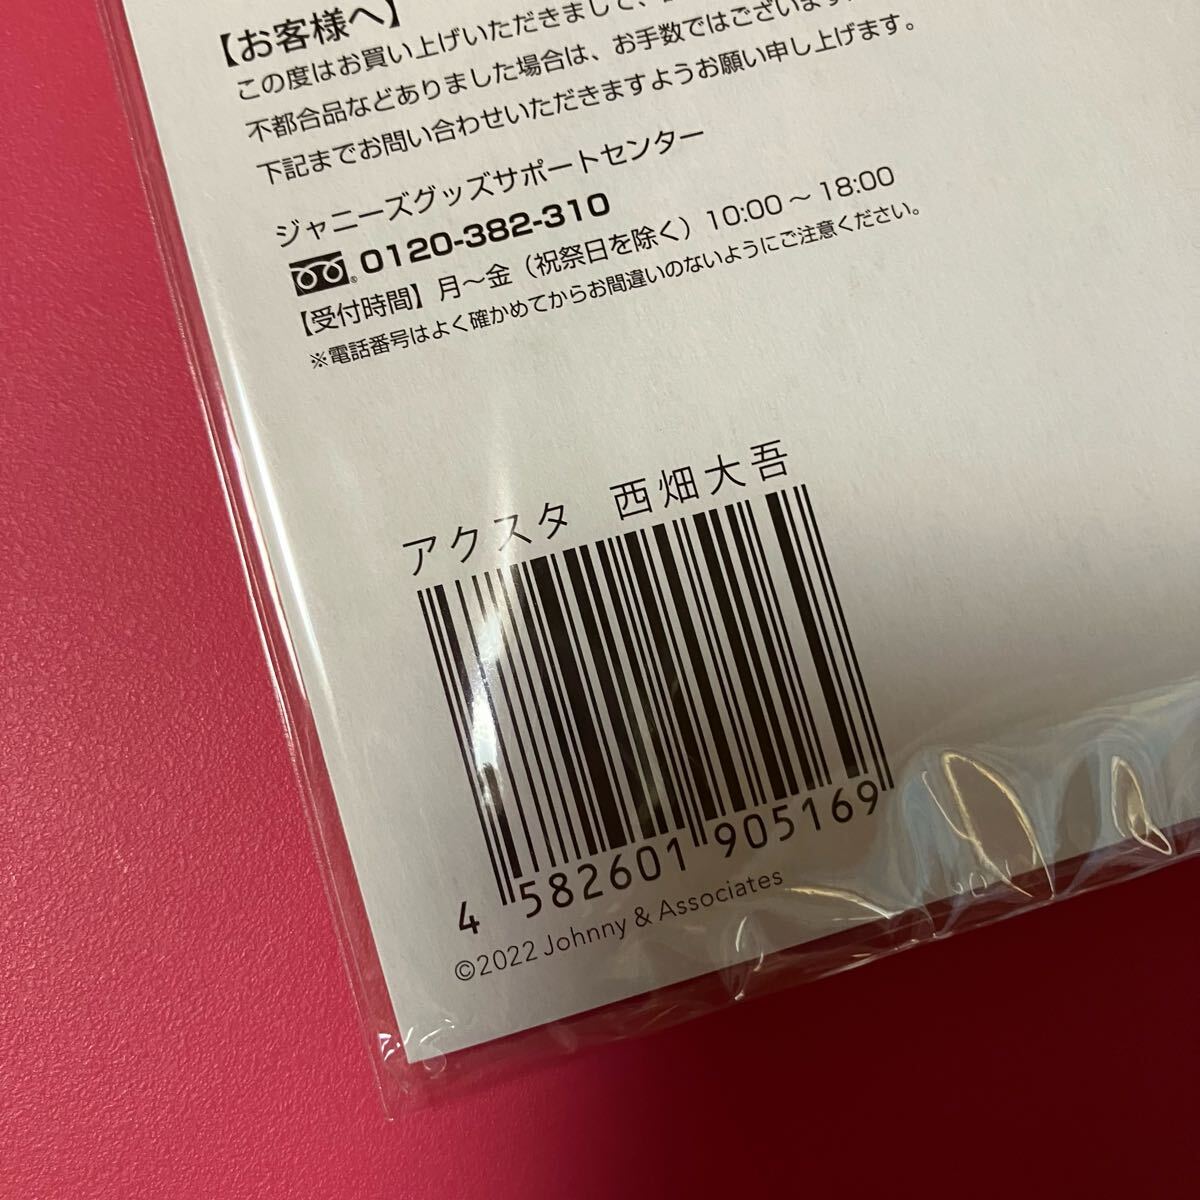 【お客様へ】
この度はお買い上げいただきまして、
不都合品などありました場合は、お手数ではございます
下記までお問い合わせいただきますようお願い申し上げます。
ジャニーズグッズサポートセンター
0120-382-310
【受付時間】月〜金（祝祭日を除く）10:00〜18:00
※電話番号はよく確かめてからお間違いのないようにご注意ください。
アクスタ 西畑大吾
4 582601 905169
©2022 Johnny & Associates